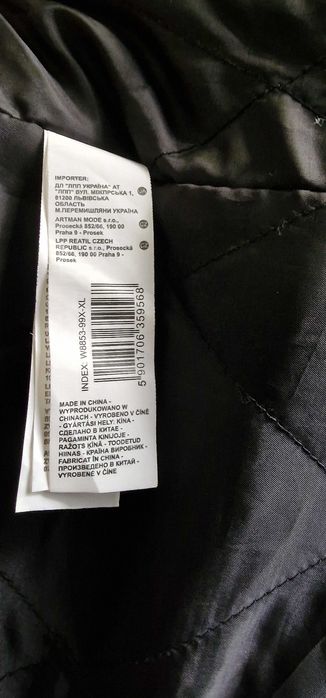 IMPORTER:
ДП "ЛПП УКРАЇНА" АТ
"ЛПП" ВУЛ. МІЖГІРСЬКА 1,
81200 ЛЬВІВСЬКА
ОБЛАСТЬ
М.ПЕРЕМИШЛЯНИ УКРАЇНА
ARTMAN MODE s.r.o.,
Prosecká 852/66, 190 00
Praha 9 - Prosek
LPP REATIL CZECH
REPUBLIC s.r.o., Prosecká
852/66, 190 00 Praha 9 -
Prosek
INDEX: W8853-99X-XL
5 901706 359568
MADE IN CHINA -
WYPRODUKOWANO W
CHINACH - VYROBENO V ČÍNĚ
- GYÁRTÁSI HELY: KÍNA -
СДЕЛАНО В КИТАЕ -
PAGAMINTA KINIJOJE -
RAŽOTS ĶĪNĀ - TOODETUD
HIINAS - КРАЇНА ВИРОБНИК -
FABRICAT ÎN CHINA -
ПРОИЗВЕДЕНО В КИТАЙ -
VYROBENÉ V ČÍNE